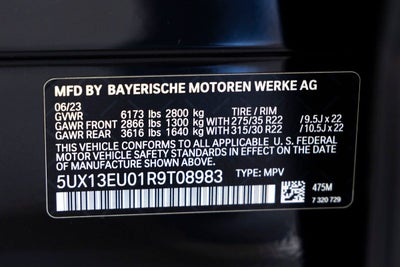 MFD BY BAYERISCHE MOTOREN WERKE AG
06/23
GVWR 6173 lbs 2800 kg TIRE / RIM
GAWR FRONT 2866 lbs 1300 kg WITH 275/35 R22 / 9.5J x 22
GAWR REAR 3616 lbs 1640 kg WITH 315/30 R22 / 10.5J x 22
THIS VEHICLE CONFORMS TO ALL APPLICABLE U. S. FEDERAL
MOTOR VEHICLE SAFETY AND THEFT PREVENTION STANDARDS IN
EFFECT ON THE DATE OF MANUFACTURE SHOWN ABOVE.
5UX13EU01R9T08983 TYPE: MPV
475M
7 320 729